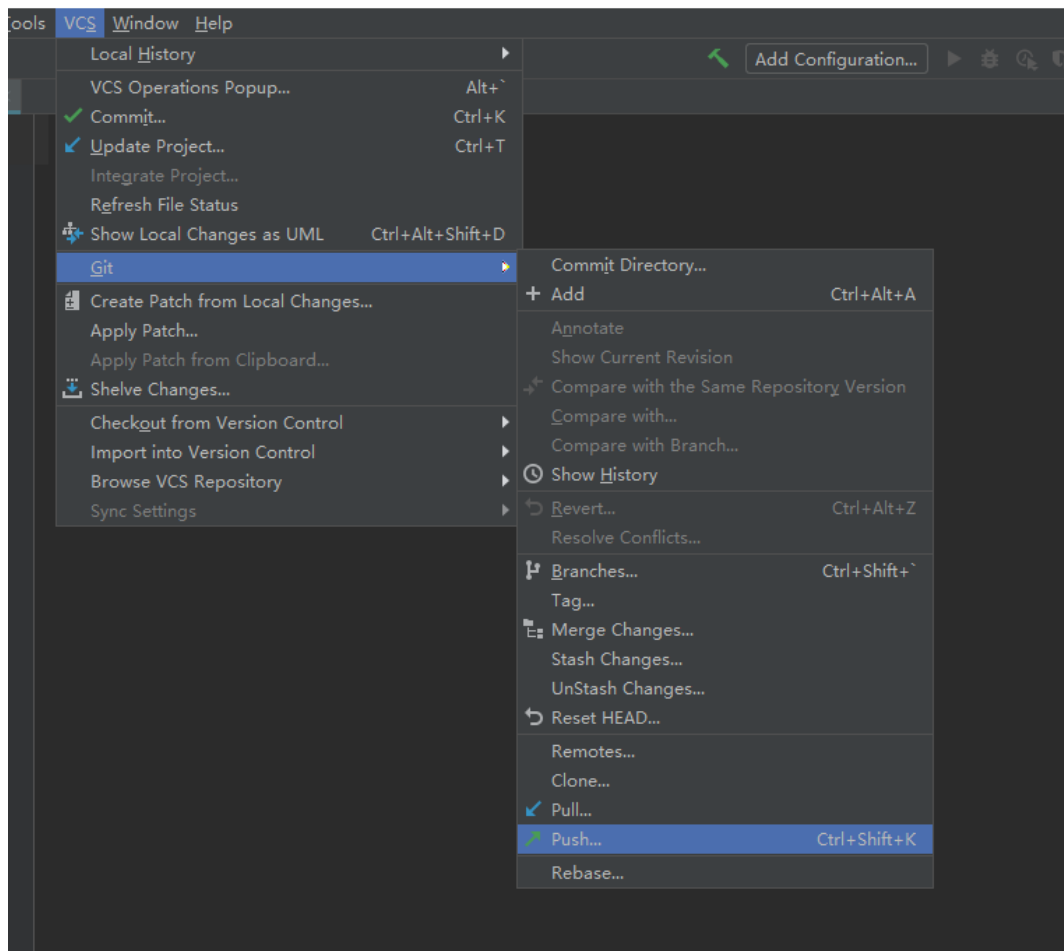 Tools VCS Window Help
Local History
Add Configuration...
VCS Operations Popup... Alt+`
Commit... Ctrl+K
Update Project... Ctrl+T
Integrate Project...
Refresh File Status
Show Local Changes as UML Ctrl+Alt+Shift+D
Git
Create Patch from Local Changes...
Apply Patch...
Apply Patch from Clipboard...
Shelve Changes...
Checkout from Version Control
Import into Version Control
Browse VCS Repository
Sync Settings
Commit Directory...
Add Ctrl+Alt+A
Annotate
Show Current Revision
Compare with the Same Repository Version
Compare with...
Compare with Branch...
Show History
Revert... Ctrl+Alt+Z
Resolve Conflicts...
Branches... Ctrl+Shift+`
Tag...
Merge Changes...
Stash Changes...
UnStash Changes...
Reset HEAD...
Remotes...
Clone...
Pull...
Push... Ctrl+Shift+K
Rebase...